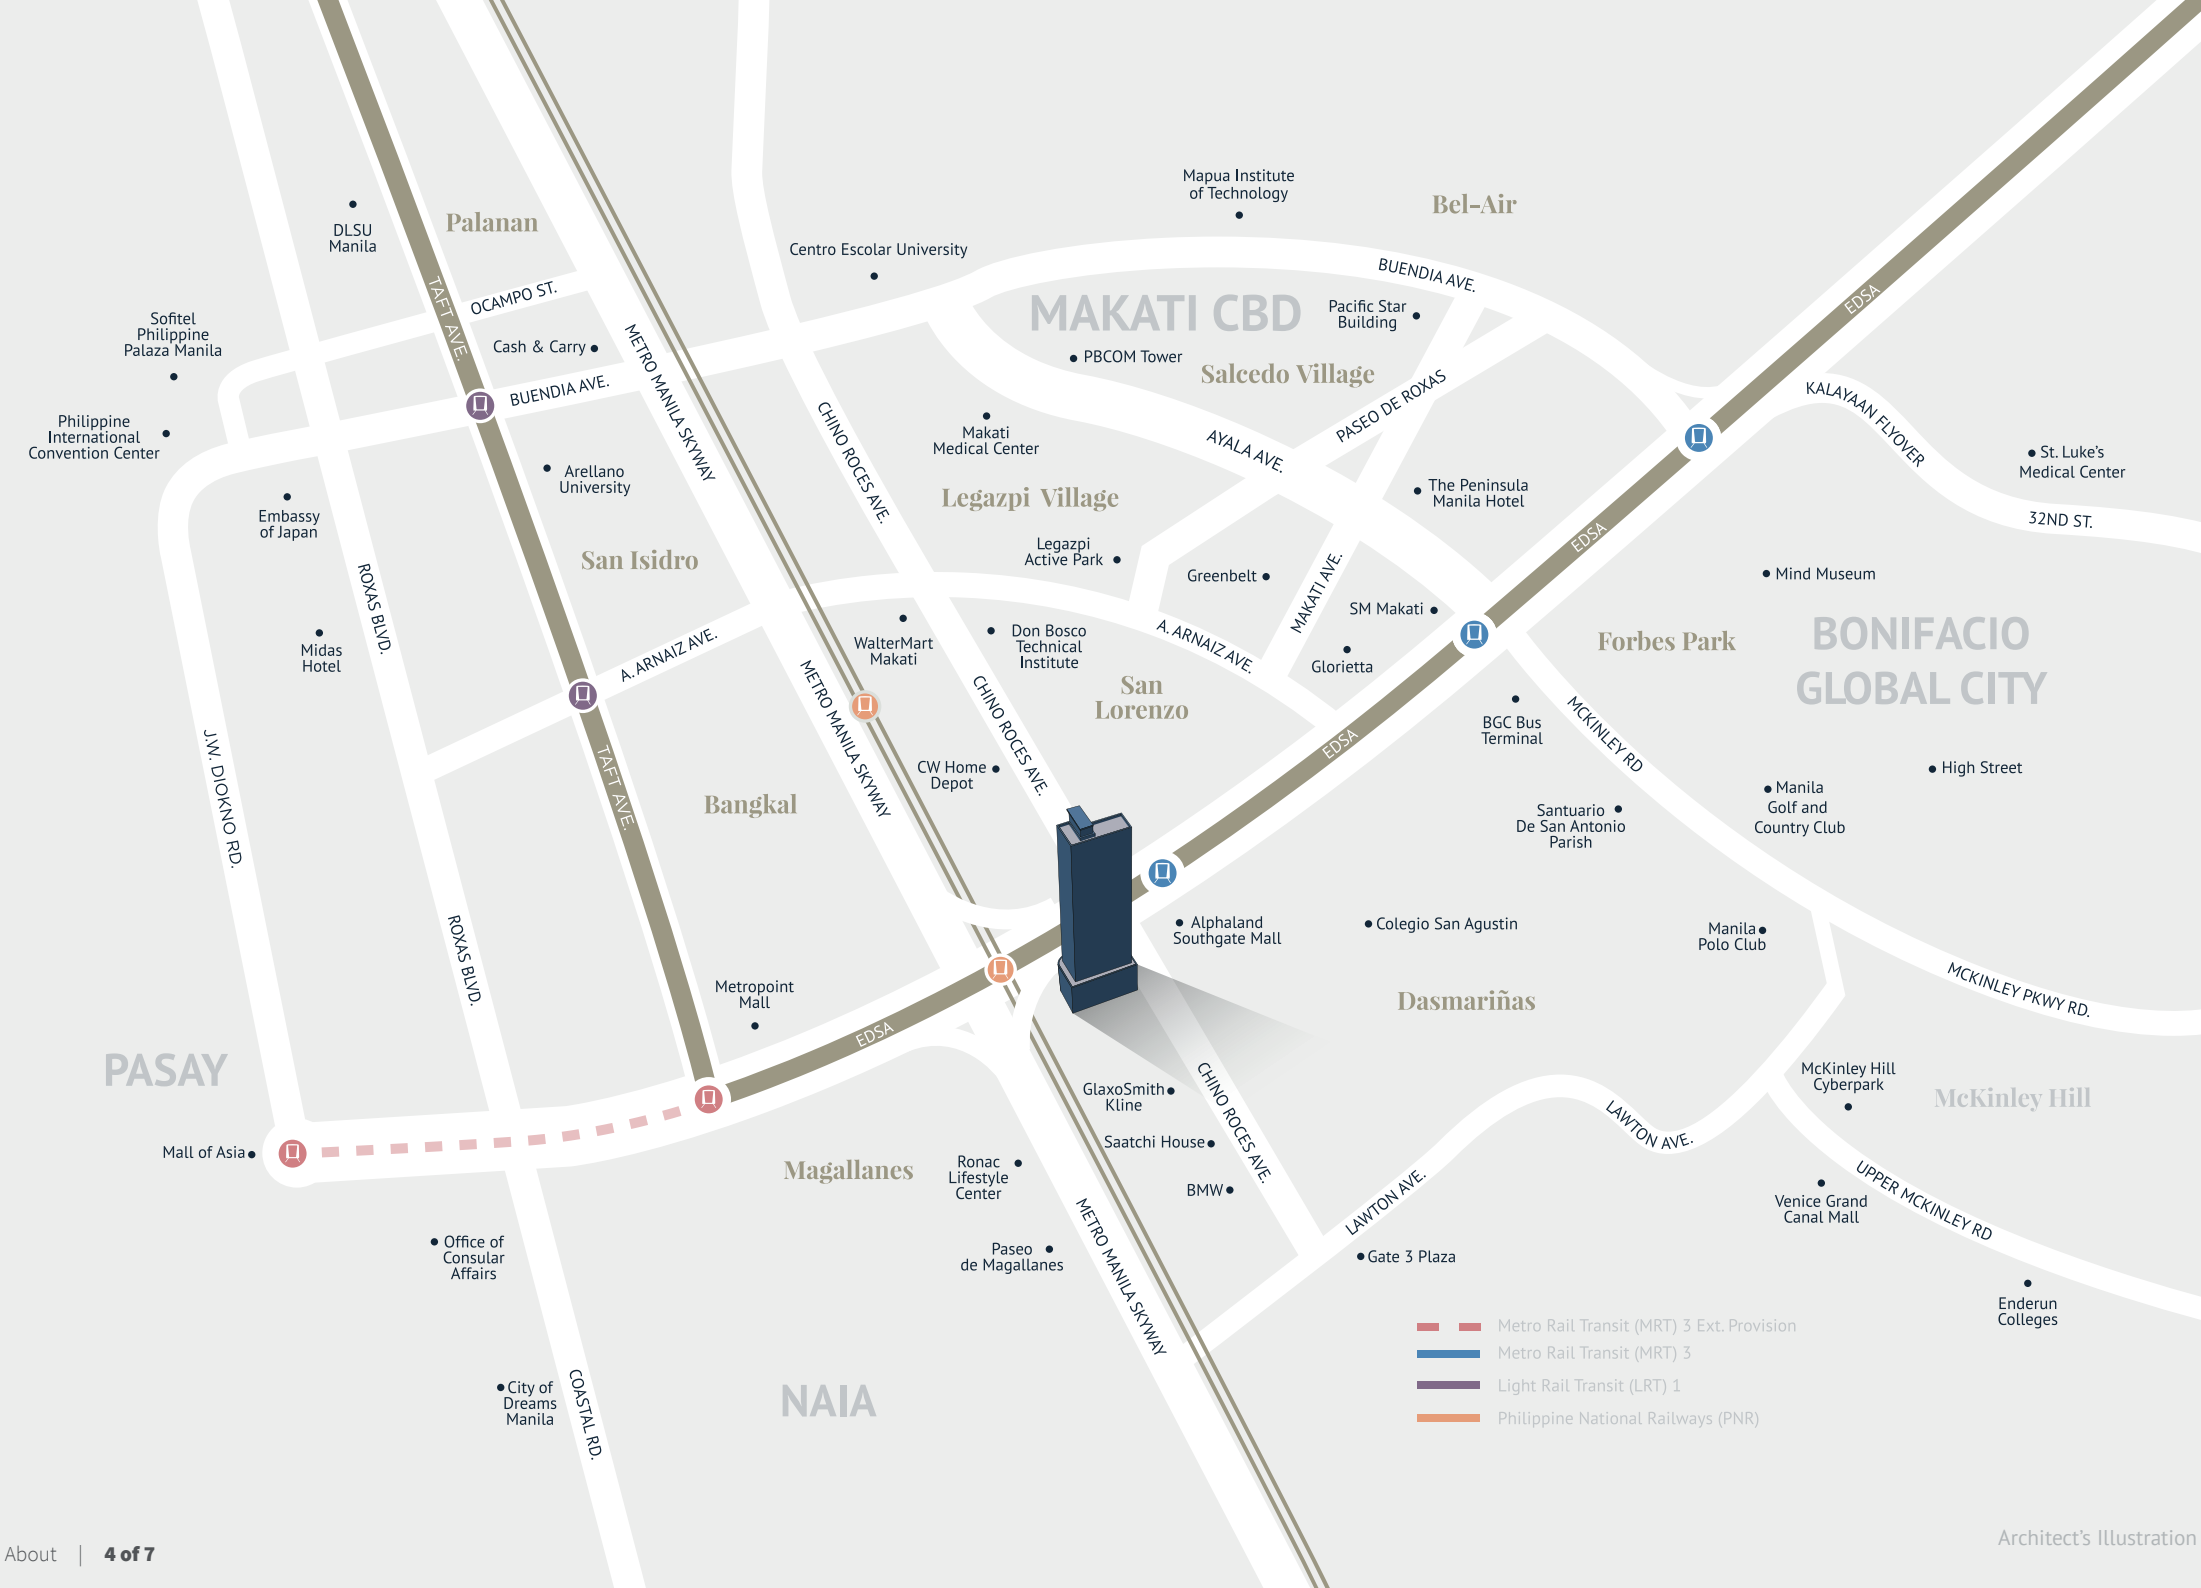 Mapua Institute
of Technology
Bel-Air
DLSU
Manila
Palanan
Centro Escolar University
OCAMPO ST.
TAFT AVE.
BUENDIA AVE.
MAKATI CBD
Pacific Star
Building
EDSA
Sofitel
Philippine
Palaza Manila
Cash & Carry
METRO MANILA SKYWAY
PBCOM Tower
Salcedo Village
BUENDIA AVE.
PASEO DE ROXAS
KALAYAAN FLYOVER
Philippine
International
Convention Center
CHINO ROCES AVE.
Makati
Medical Center
AYALA AVE.
St. Luke's
Medical Center
Arellano
University
Legazpi Village
The Peninsula
Manila Hotel
32ND ST.
Embassy
of Japan
San Isidro
Legazpi
Active Park
Greenbelt
MAKATI AVE.
EDSA
Mind Museum
ROXAS BLVD.
SM Makati
Forbes Park
BONIFACIO
GLOBAL CITY
Midas
Hotel
A. ARNAIZ AVE.
WalterMart
Makati
Don Bosco
Technical
Institute
A. ARNAIZ AVE.
Glorietta
San
Lorenzo
BGC Bus
Terminal
MCKINLEY RD
J.W. DIOKNO RD.
TAFT AVE.
METRO MANILA SKYWAY
CHINO ROCES AVE.
EDSA
CW Home
Depot
High Street
Bangkal
Manila
Golf and
Country Club
Santuario
De San Antonio
Parish
ROXAS BLVD.
Alphaland
Southgate Mall
Colegio San Agustin
Manila
Polo Club
Metropoint
Mall
Dasmariñas
MCKINLEY PKWY RD.
EDSA
PASAY
GlaxoSmith
Kline
CHINO ROCES AVE.
McKinley Hill
Cyberpark
McKinley Hill
LAWTON AVE.
Mall of Asia
Saatchi House
Magallanes
Ronac
Lifestyle
Center
BMW
LAWTON AVE.
Venice Grand
Canal Mall
UPPER MCKINLEY RD
Office of
Consular
Affairs
Paseo
de Magallanes
METRO MANILA SKYWAY
Gate 3 Plaza
Enderun
Colleges
Metro Rail Transit (MRT) 3 Ext. Provision
Metro Rail Transit (MRT) 3
Light Rail Transit (LRT) 1
Philippine National Railways (PNR)
City of
Dreams
Manila
COASTAL RD.
NAIA
Architect's Illustration
About | 4 of 7